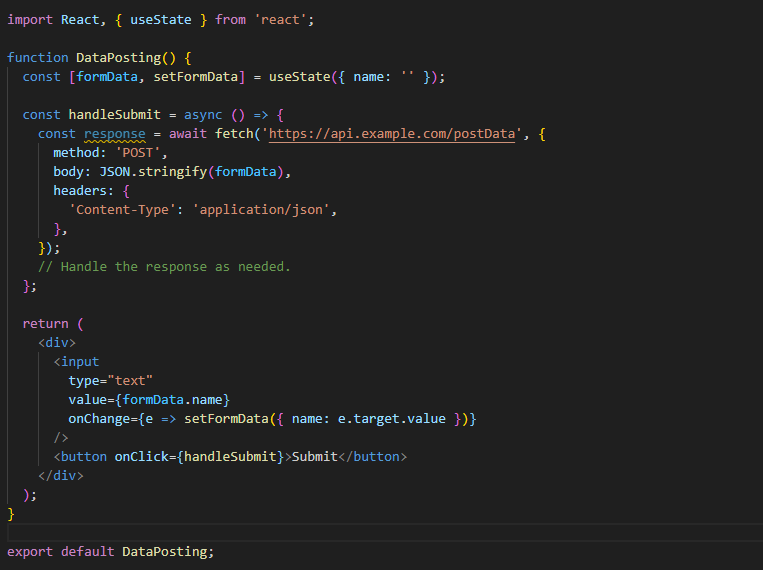 import React, { useState } from 'react';

function DataPosting() {
  const [formData, setFormData] = useState({ name: '' });

  const handleSubmit = async () => {
    const response = await fetch('https://api.example.com/postData', {
      method: 'POST',
      body: JSON.stringify(formData),
      headers: {
        'Content-Type': 'application/json',
      },
    });
    // Handle the response as needed.
  };

  return (
    <div>
      <input
        type="text"
        value={formData.name}
        onChange={e => setFormData({ name: e.target.value })}
      />
      <button onClick={handleSubmit}>Submit</button>
    </div>
  );
}

export default DataPosting;